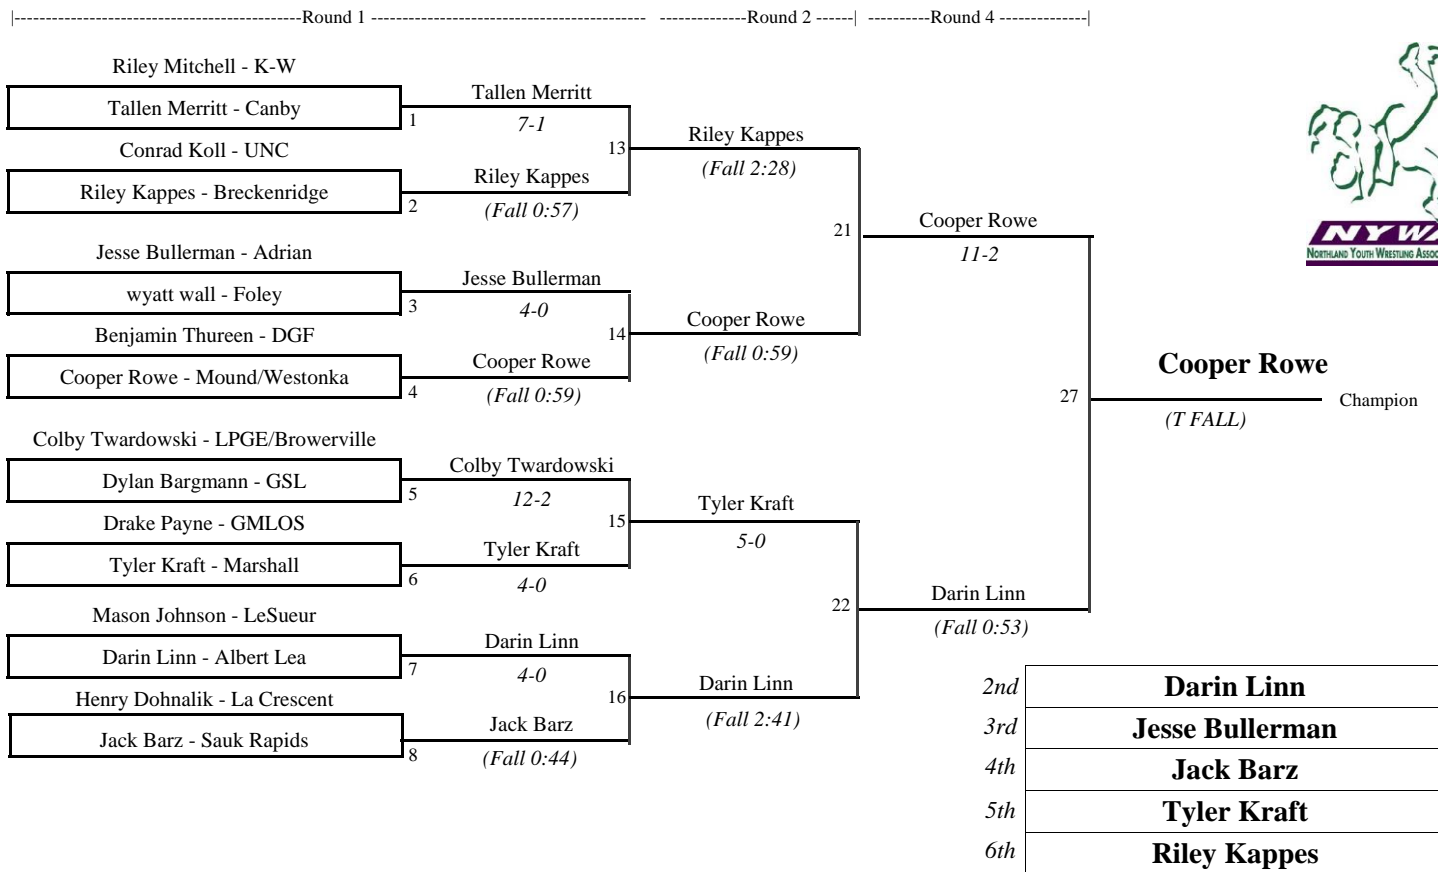 |----------------------------------------------Round 1 -------------------------------------------- --------------Round 2 ------| ----------Round 4 --------------|
Riley Mitchell - K-W
Tallen Merritt - Canby
1
Conrad Koll - UNC
Riley Kappes - Breckenridge
2
Jesse Bullerman - Adrian
wyatt wall - Foley
3
Benjamin Thureen - DGF
Cooper Rowe - Mound/Westonka
4
Colby Twardowski - LPGE/Browerville
Dylan Bargmann - GSL
5
Drake Payne - GMLOS
Tyler Kraft - Marshall
6
Mason Johnson - LeSueur
Darin Linn - Albert Lea
7
Henry Dohnalik - La Crescent
Jack Barz - Sauk Rapids
8
Tallen Merritt
7-1
13
Riley Kappes
(Fall 0:57)
Jesse Bullerman
4-0
14
Cooper Rowe
(Fall 0:59)
Colby Twardowski
12-2
15
Tyler Kraft
4-0
Darin Linn
4-0
16
Jack Barz
(Fall 0:44)
Riley Kappes
(Fall 2:28)
21
Cooper Rowe
(Fall 0:59)
Tyler Kraft
5-0
22
Darin Linn
(Fall 2:41)
Cooper Rowe
11-2
27
Darin Linn
(Fall 0:53)
Cooper Rowe
Champion
(T FALL)
NYWA
NORTHLAND YOUTH WRESTLING
2nd Darin Linn
3rd Jesse Bullerman
4th Jack Barz
5th Tyler Kraft
6th Riley Kappes